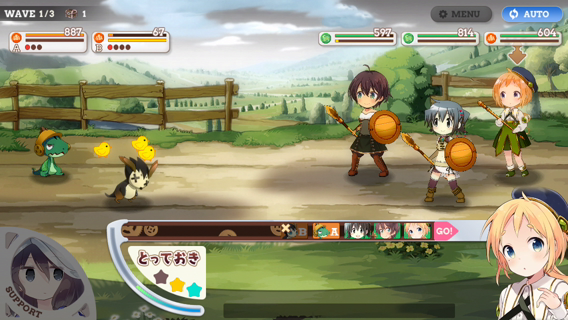 WAVE 1/3 1
MENU
AUTO
887
67
597
814
604
A
B
B A GO!
とっておき
SUPPORT